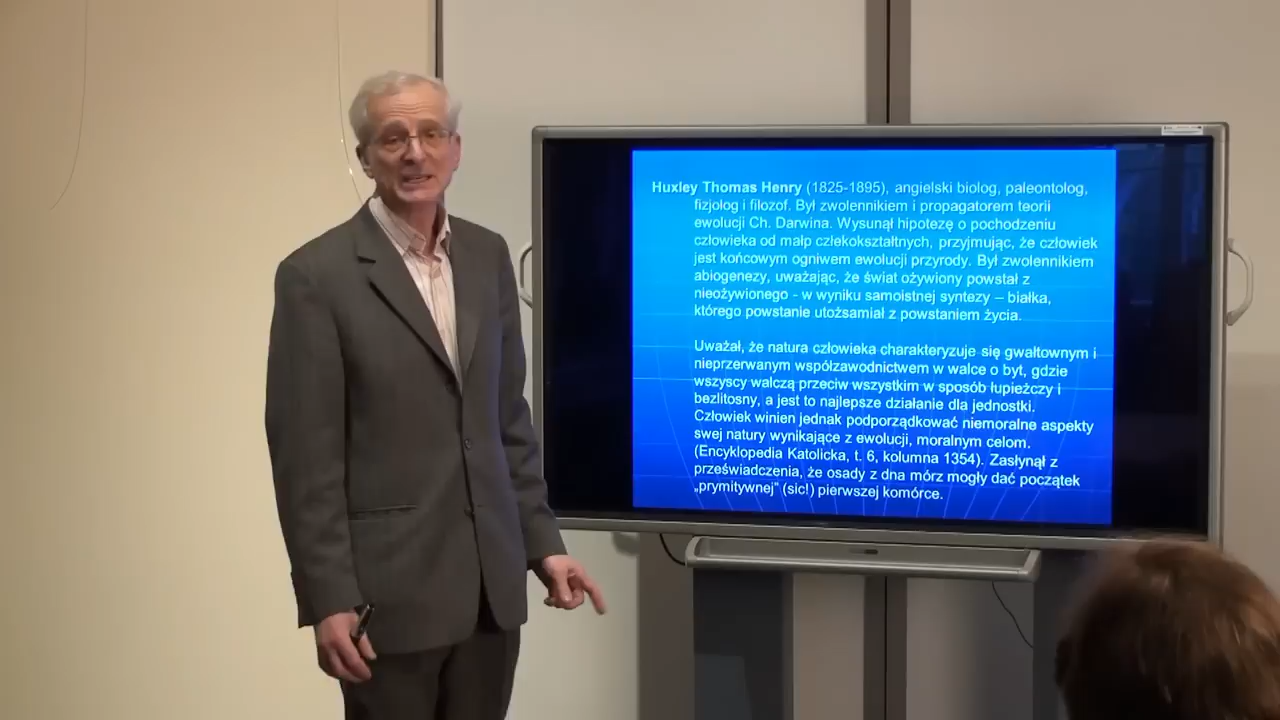 Huxley Thomas Henry (1825-1895), angielski biolog, paleontolog,
fizjolog i filozof. Był zwolennikiem i propagatorem teorii
ewolucji Ch. Darwina. Wysunął hipotezę o pochodzeniu
człowieka od małp człekokształtnych, przyjmując, że człowiek
jest końcowym ogniwem ewolucji przyrody. Był zwolennikiem
abiogenezy, uważając, że świat ożywiony powstał z
nieożywionego - w wyniku samoistnej syntezy – białka,
którego powstanie utożsamiał z powstaniem życia.
Uważał, że natura człowieka charakteryzuje się gwałtownym i
nieprzerwanym współzawodnictwem w walce o byt, gdzie
wszyscy walczą przeciw wszystkim w sposób łupieżczy i
bezlitosny, a jest to najlepsze działanie dla jednostki.
Człowiek winien jednak podporządkować niemoralne aspekty
swej natury wynikające z ewolucji, moralnym celom.
(Encyklopedia Katolicka, t. 6, kolumna 1354). Zasłynął z
przeświadczenia, że osady z dna mórz mogły dać początek
„prymitywnej” (sic!) pierwszej komórce.